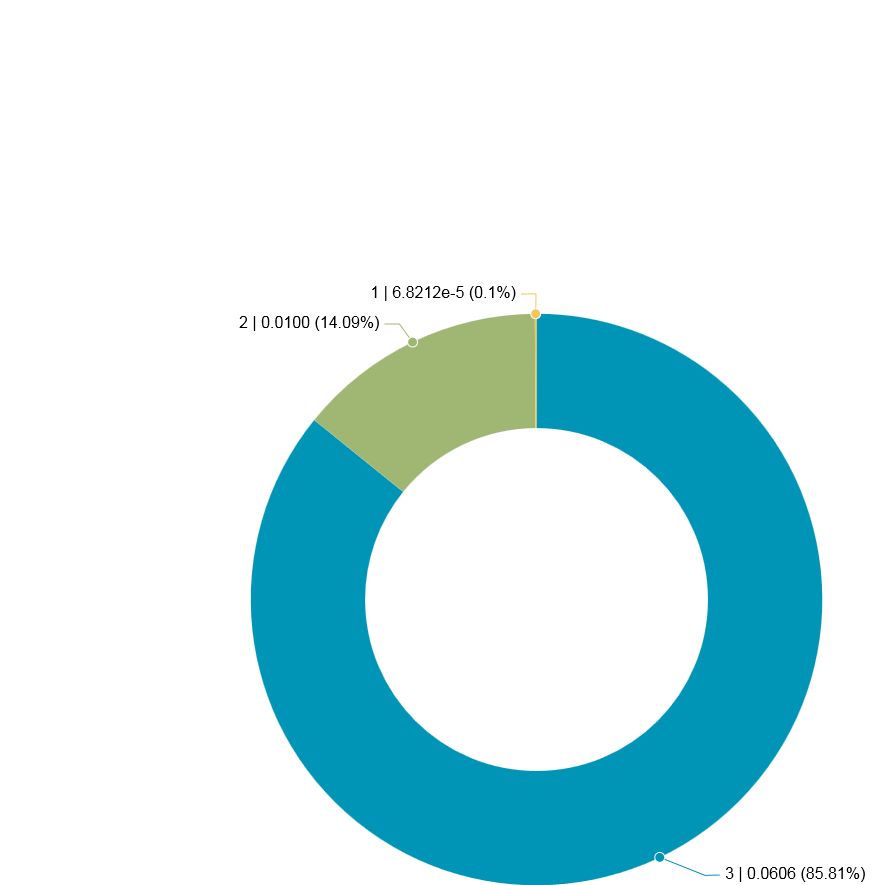 1 | 6.8212e-5 (0.1%)
2 | 0.0100 (14.09%)
3 | 0.0606 (85.81%)